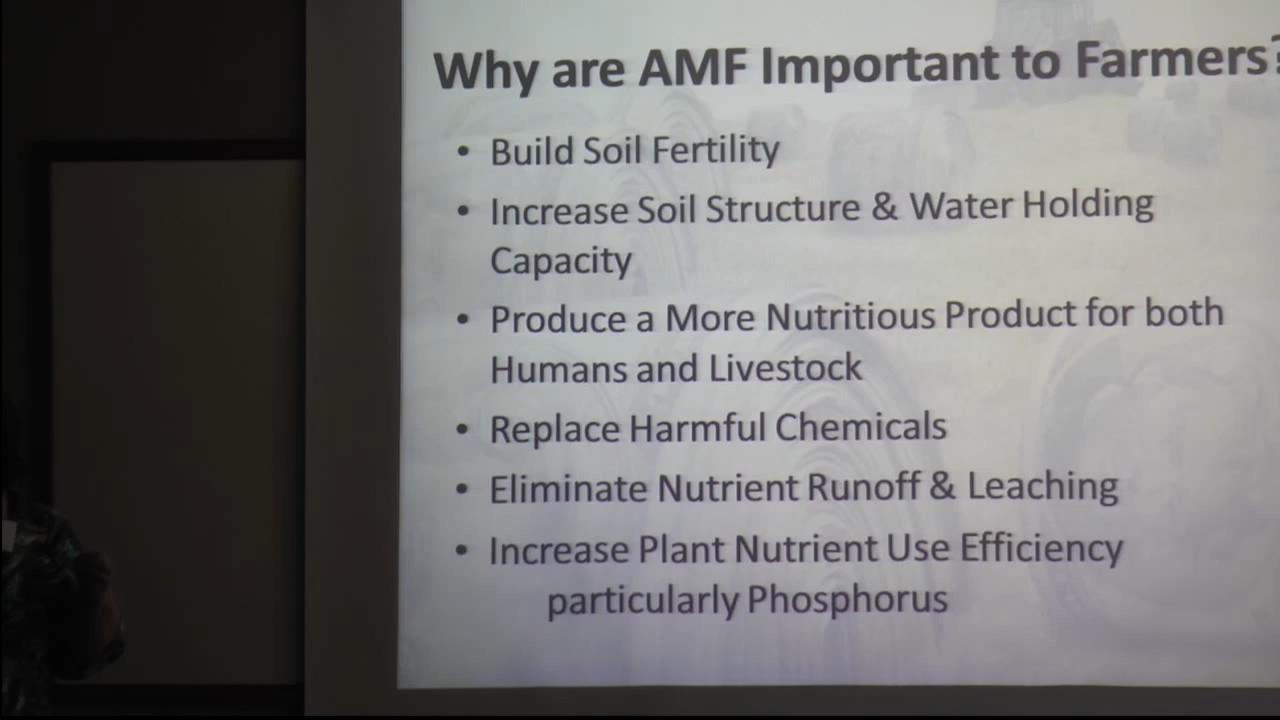 Why are AMF Important to Farmers?
• Build Soil Fertility
• Increase Soil Structure & Water Holding
Capacity
• Produce a More Nutritious Product for both
Humans and Livestock
• Replace Harmful Chemicals
• Eliminate Nutrient Runoff & Leaching
• Increase Plant Nutrient Use Efficiency
particularly Phosphorus